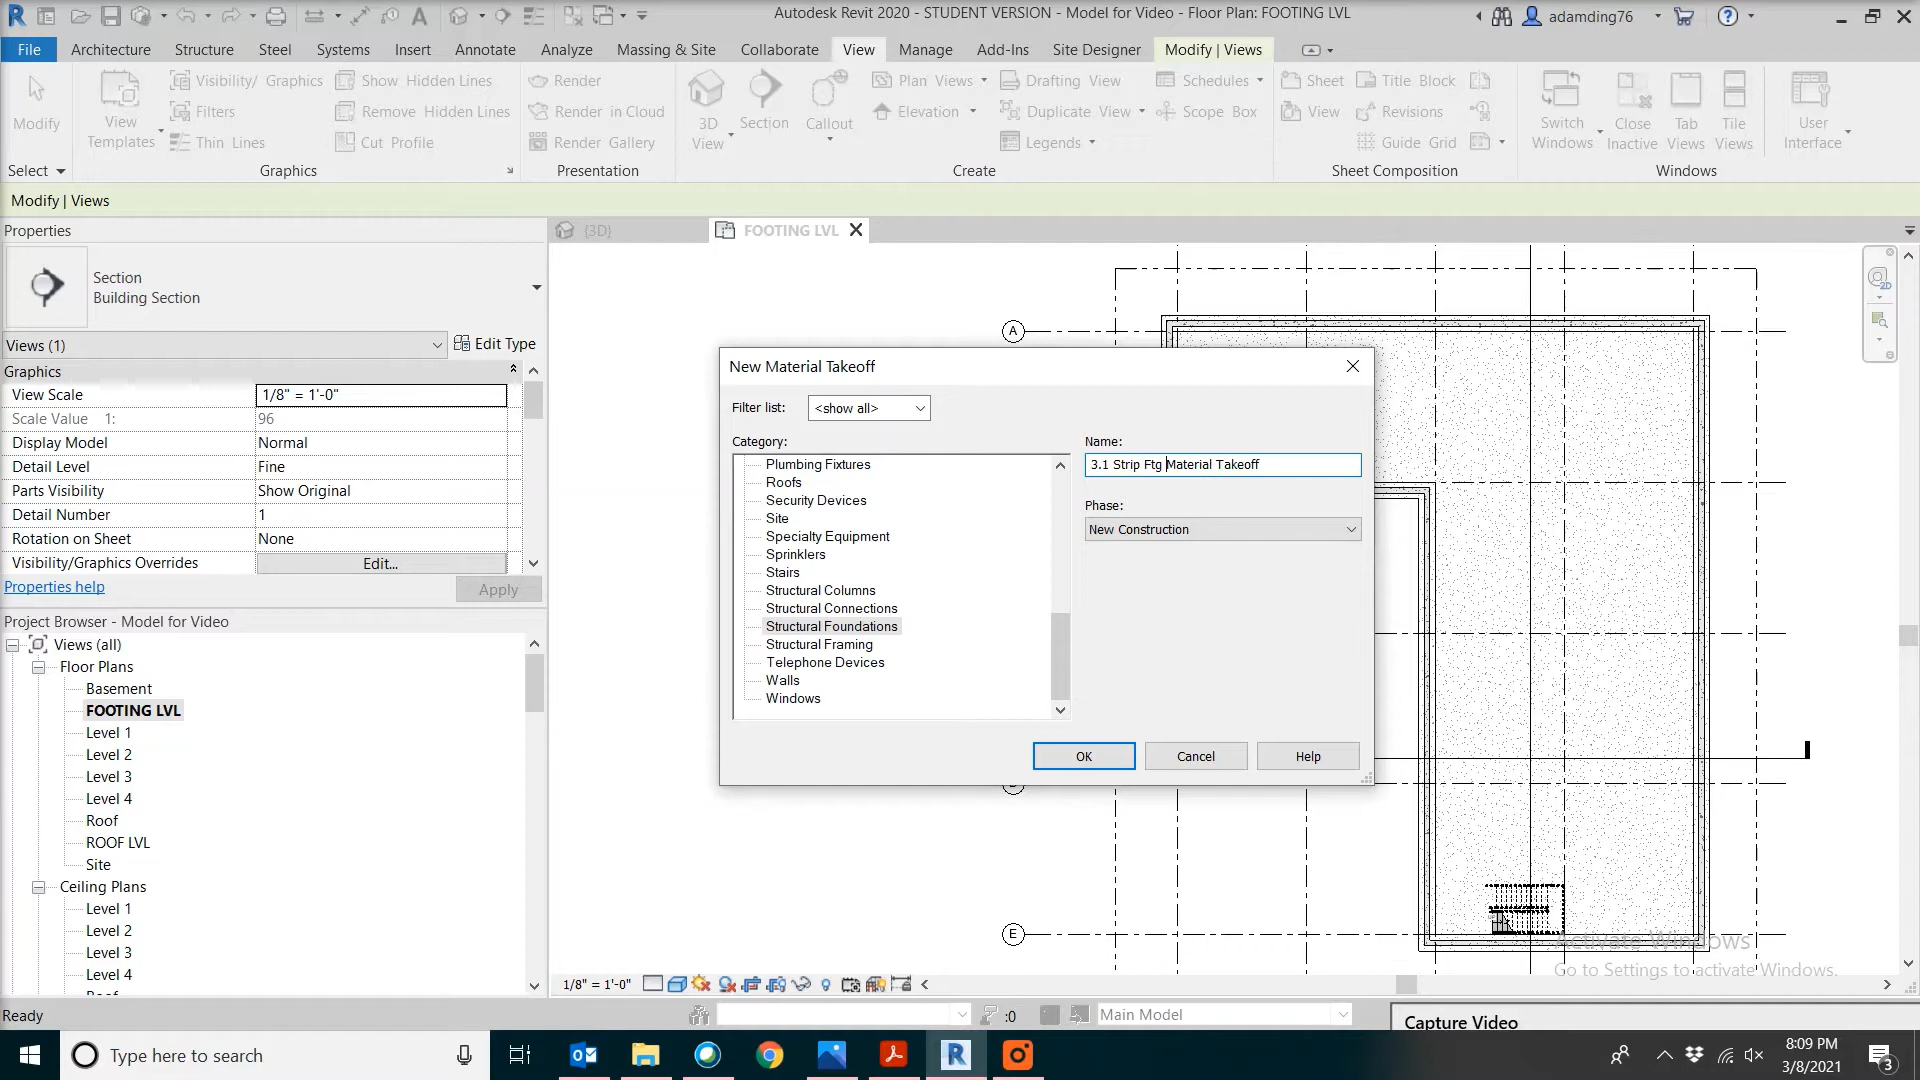 Autodesk Revit 2020 - STUDENT VERSION - Model for Video - Floor Plan: FOOTING LVL
adamding76
File Architecture Structure Steel Systems Insert Annotate Analyze Massing & Site Collaborate View Manage Add-Ins Site Designer Modify | Views
Modify
View Templates
Visibility/ Graphics
Filters
Thin Lines
Show Hidden Lines
Remove Hidden Lines
Cut Profile
Render
Render in Cloud
Render Gallery
3D View
Section
Callout
Plan Views
Elevation
Drafting View
Duplicate View
Legends
Schedules
Scope Box
Sheet
View
Title Block
Revisions
Guide Grid
Switch Windows
Close Inactive
Tab Views
Tile Views
User Interface
Select Graphics Presentation Create Sheet Composition Windows
Modify | Views
Properties
{3D}
FOOTING LVL
Section
Building Section
Views (1)
Edit Type
Graphics
View Scale 1/8" = 1'-0"
Scale Value 1: 96
Display Model Normal
Detail Level Fine
Parts Visibility Show Original
Detail Number 1
Rotation on Sheet None
Visibility/Graphics Overrides Edit...
Properties help
Apply
Project Browser - Model for Video
Views (all)
Floor Plans
Basement
FOOTING LVL
Level 1
Level 2
Level 3
Level 4
Roof
ROOF LVL
Site
Ceiling Plans
Level 1
Level 2
Level 3
Level 4
A
2D
New Material Takeoff
Filter list: <show all>
Category:
Plumbing Fixtures
Roofs
Security Devices
Site
Specialty Equipment
Sprinklers
Stairs
Structural Columns
Structural Connections
Structural Foundations
Structural Framing
Telephone Devices
Walls
Windows
Name:
3.1 Strip Ftg Material Takeoff
Phase:
New Construction
OK Cancel Help
E
Activate Windows
Go to Settings to activate Windows.
1/8" = 1'-0"
Ready
:0
Main Model
Capture Video
Type here to search
8:09 PM
3/8/2021
3